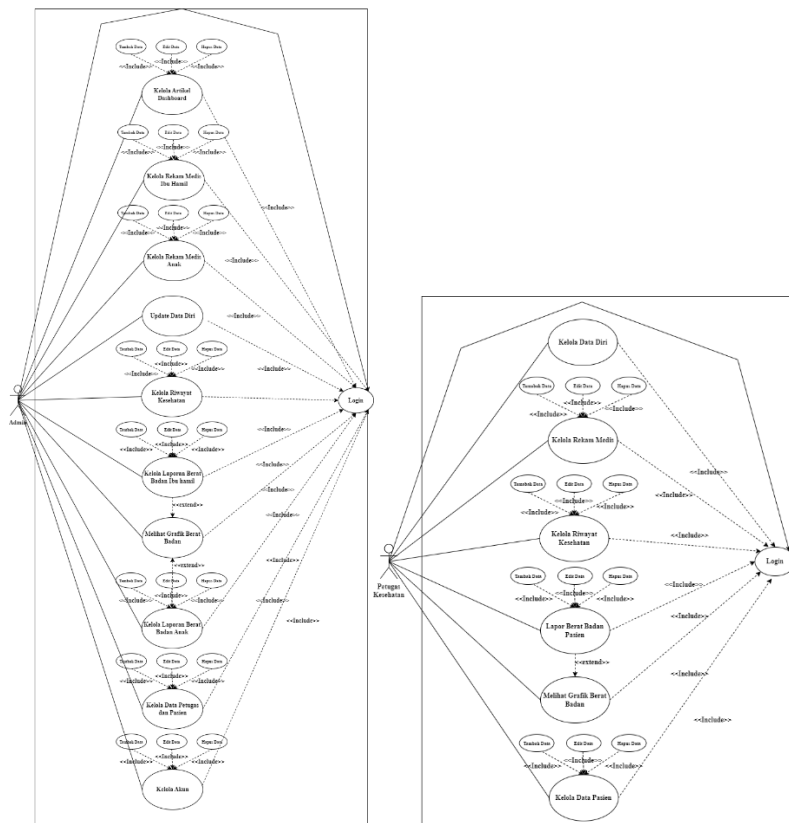 Tambah Data Edit Data Hapus Data
<<Include>>
<<Include>> <<Include>>
Kelola Artikel
Dashboard
Tambah Data Edit Data Hapus Data
<<Include>>
<<Include>> <<Include>>
Kelola Rekam Medis
Ibu Hamil
<<Include>>
Tambah Data Edit Data Hapus Data
<<Include>>
<<Include>> <<Include>>
Kelola Rekam Medis
Anak
<<Include>>
Update Data Diri
<<Include>>
Tambah Data Edit Data Hapus Data
<<Include>>
<<Include>> <<Include>>
<<Include>>
Kelola Riwayat
Kesehatan
Admin
Login
Tambah Data Edit Data Hapus Data
<<Include>>
<<Include>> <<Include>>
<<Include>>
Kelola Laporan Berat
Badan Ibu hamil
<<Include>>
<<extend>>
<<Include>>
Melihat Grafik Berat
Badan
<<Include>>
<<extend>>
Tambah Data Edit Data Hapus Data
<<Include>>
<<Include>> <<Include>>
<<Include>>
Kelola Laporan Berat
Badan Anak
<<Include>>
Tambah Data Edit Data Hapus Data
<<Include>>
<<Include>> <<Include>>
Kelola Data Petugas
dan Pasien
Tambah Data Edit Data Hapus Data
<<Include>>
<<Include>> <<Include>>
Kelola Akun
Kelola Data Diri
Tambah Data Edit Data Hapus Data
<<Include>>
<<Include>> <<Include>>
<<Include>>
Kelola Rekam Medis
<<Include>>
Tambah Data Edit Data Hapus Data
<<Include>>
<<Include>> <<Include>>
Kelola Riwayat
Kesehatan
<<Include>>
Petugas
Kesehatan
Login
Tambah Data Edit Data Hapus Data
<<Include>>
<<Include>> <<Include>>
<<Include>>
Lapor Berat Badan
Pasien
<<Include>>
<<extend>>
Melihat Grafik Berat
Badan
<<Include>>
<<Include>>
Tambah Data Edit Data Hapus Data
<<Include>>
<<Include>> <<Include>>
Kelola Data Pasien